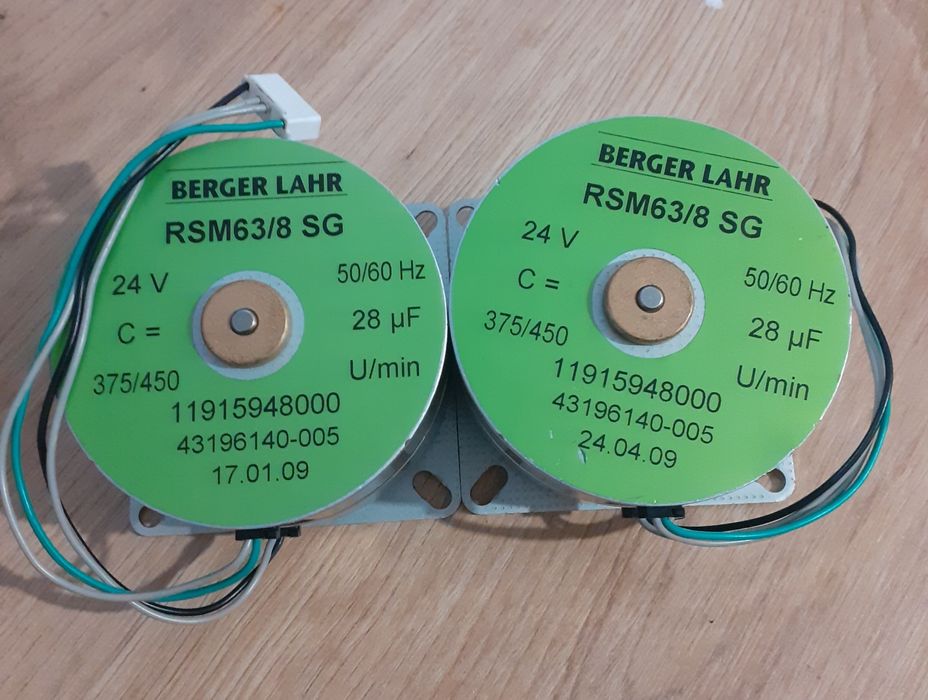 BERGER LAHR
RSM63/8 SG
24 V 50/60 Hz
C = 28 µF
375/450 U/min
11915948000
43196140-005
17.01.09
BERGER LAHR
RSM63/8 SG
24 V 50/60 Hz
C = 28 µF
375/450 U/min
11915948000
43196140-005
24.04.09